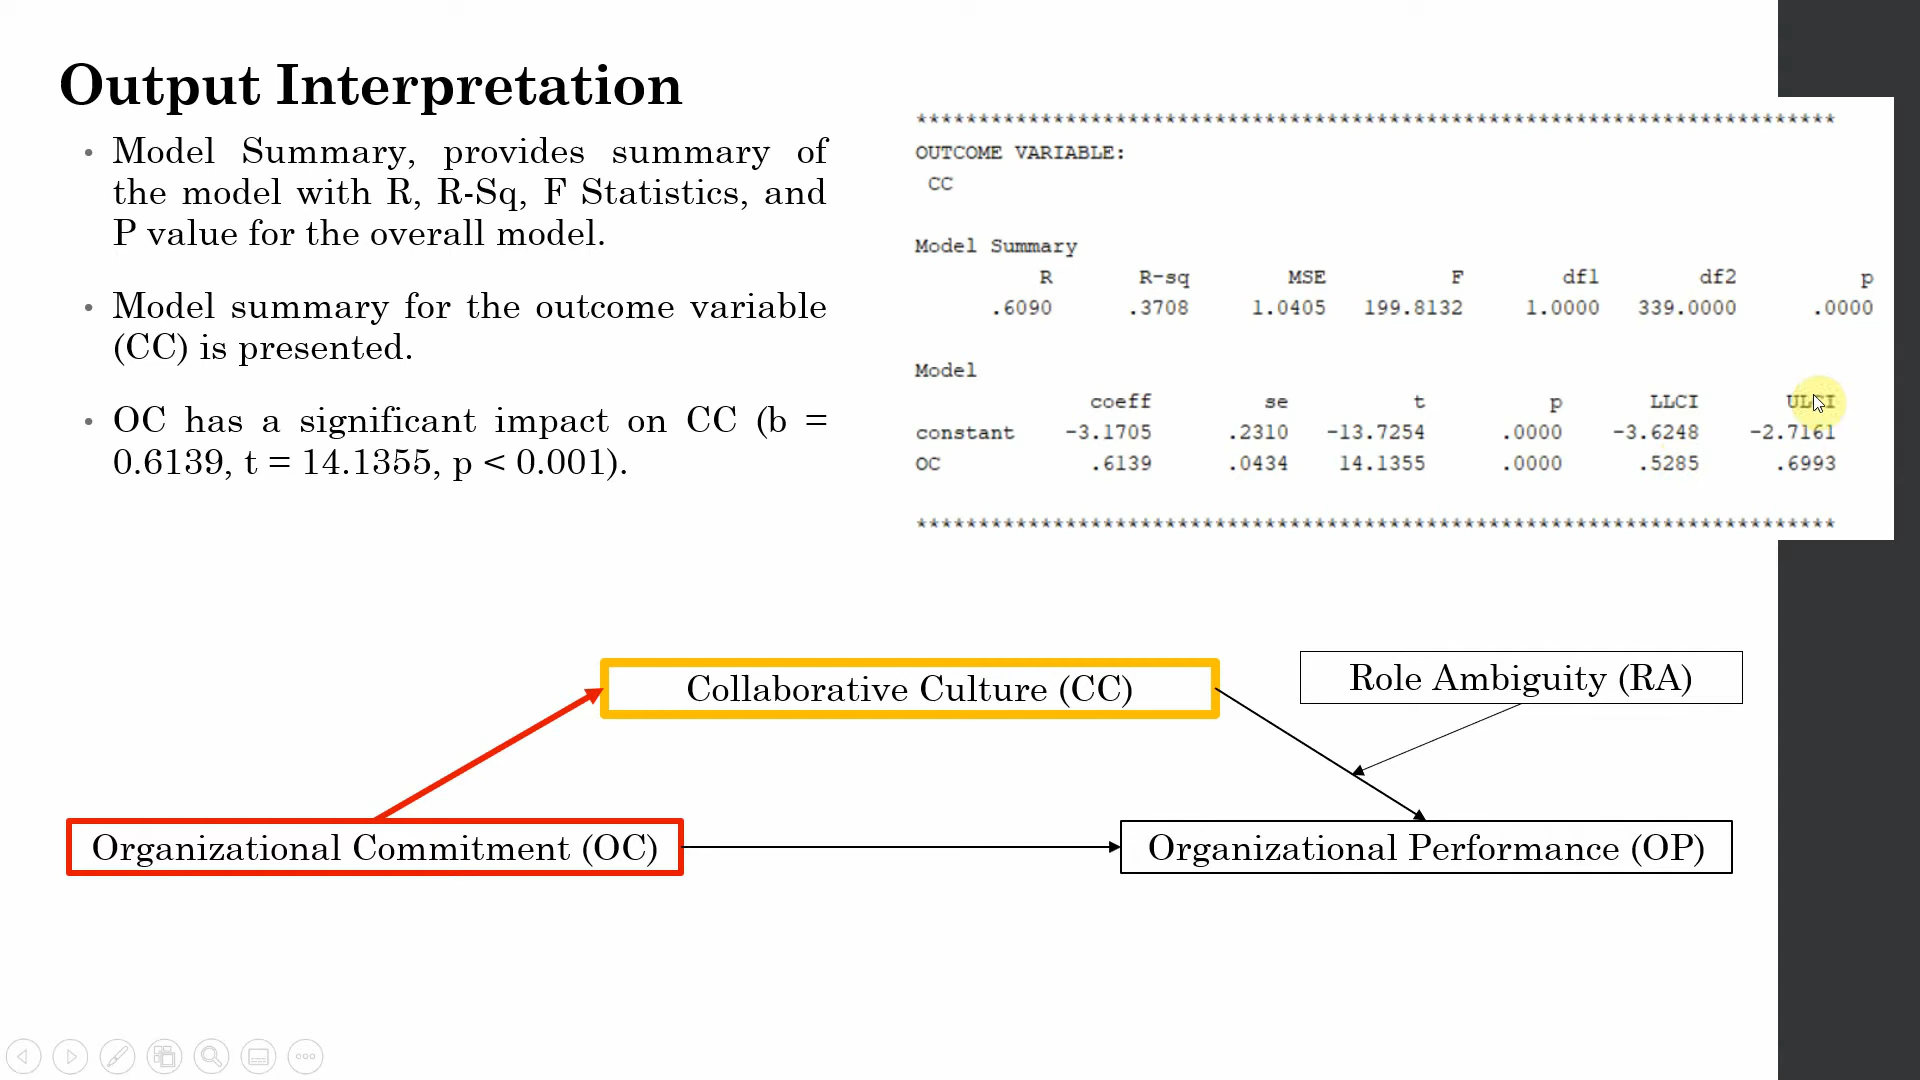 Output Interpretation
• Model Summary, provides summary of
the model with R, R-Sq, F Statistics, and
P value for the overall model.
• Model summary for the outcome variable
(CC) is presented.
• OC has a significant impact on CC (b =
0.6139, t = 14.1355, p < 0.001).
**************************************************************************
OUTCOME VARIABLE:
CC
Model Summary
R R-sq MSE F df1 df2 p
.6090 .3708 1.0405 199.8132 1.0000 339.0000 .0000
Model
coeff se t p LLCI ULCI
constant -3.1705 .2310 -13.7254 .0000 -3.6248 -2.7161
OC .6139 .0434 14.1355 .0000 .5285 .6993
**************************************************************************
Collaborative Culture (CC)
Role Ambiguity (RA)
Organizational Commitment (OC)
Organizational Performance (OP)